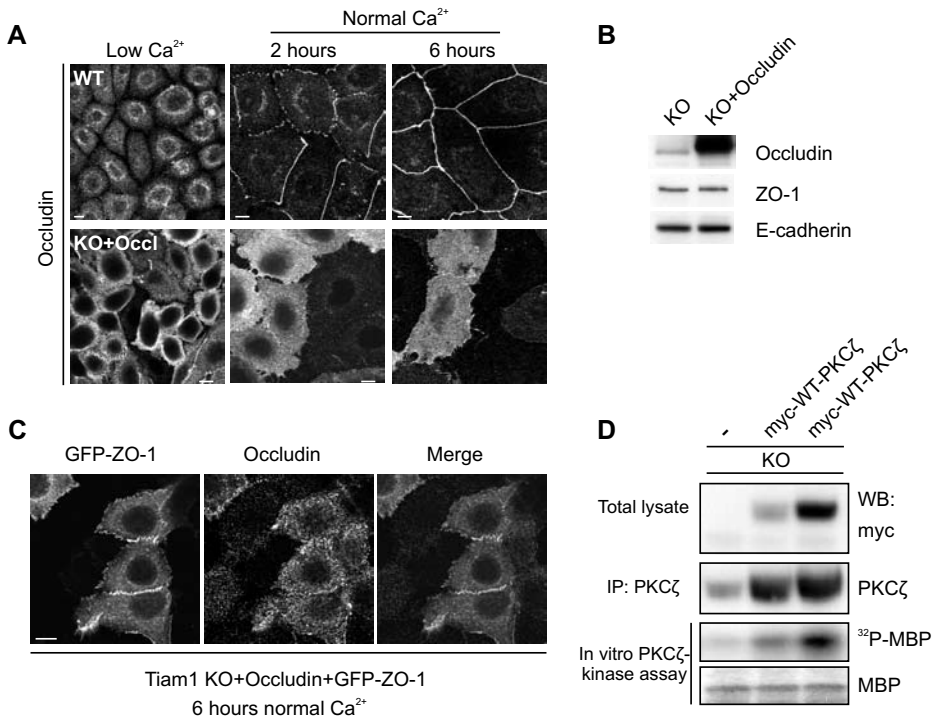 A
Normal Ca²⁺
Low Ca²⁺
2 hours
6 hours
WT
KO+Occl
Occludin
B
KO
KO+Occludin
Occludin
ZO-1
E-cadherin
C
GFP-ZO-1
Occludin
Merge
Tiam1 KO+Occludin+GFP-ZO-1
6 hours normal Ca²⁺
D
-
myc-WT-PKCζ
myc-WT-PKCζ
KO
Total lysate
WB:
myc
IP: PKCζ
PKCζ
In vitro PKCζ-
kinase assay
³²P-MBP
MBP